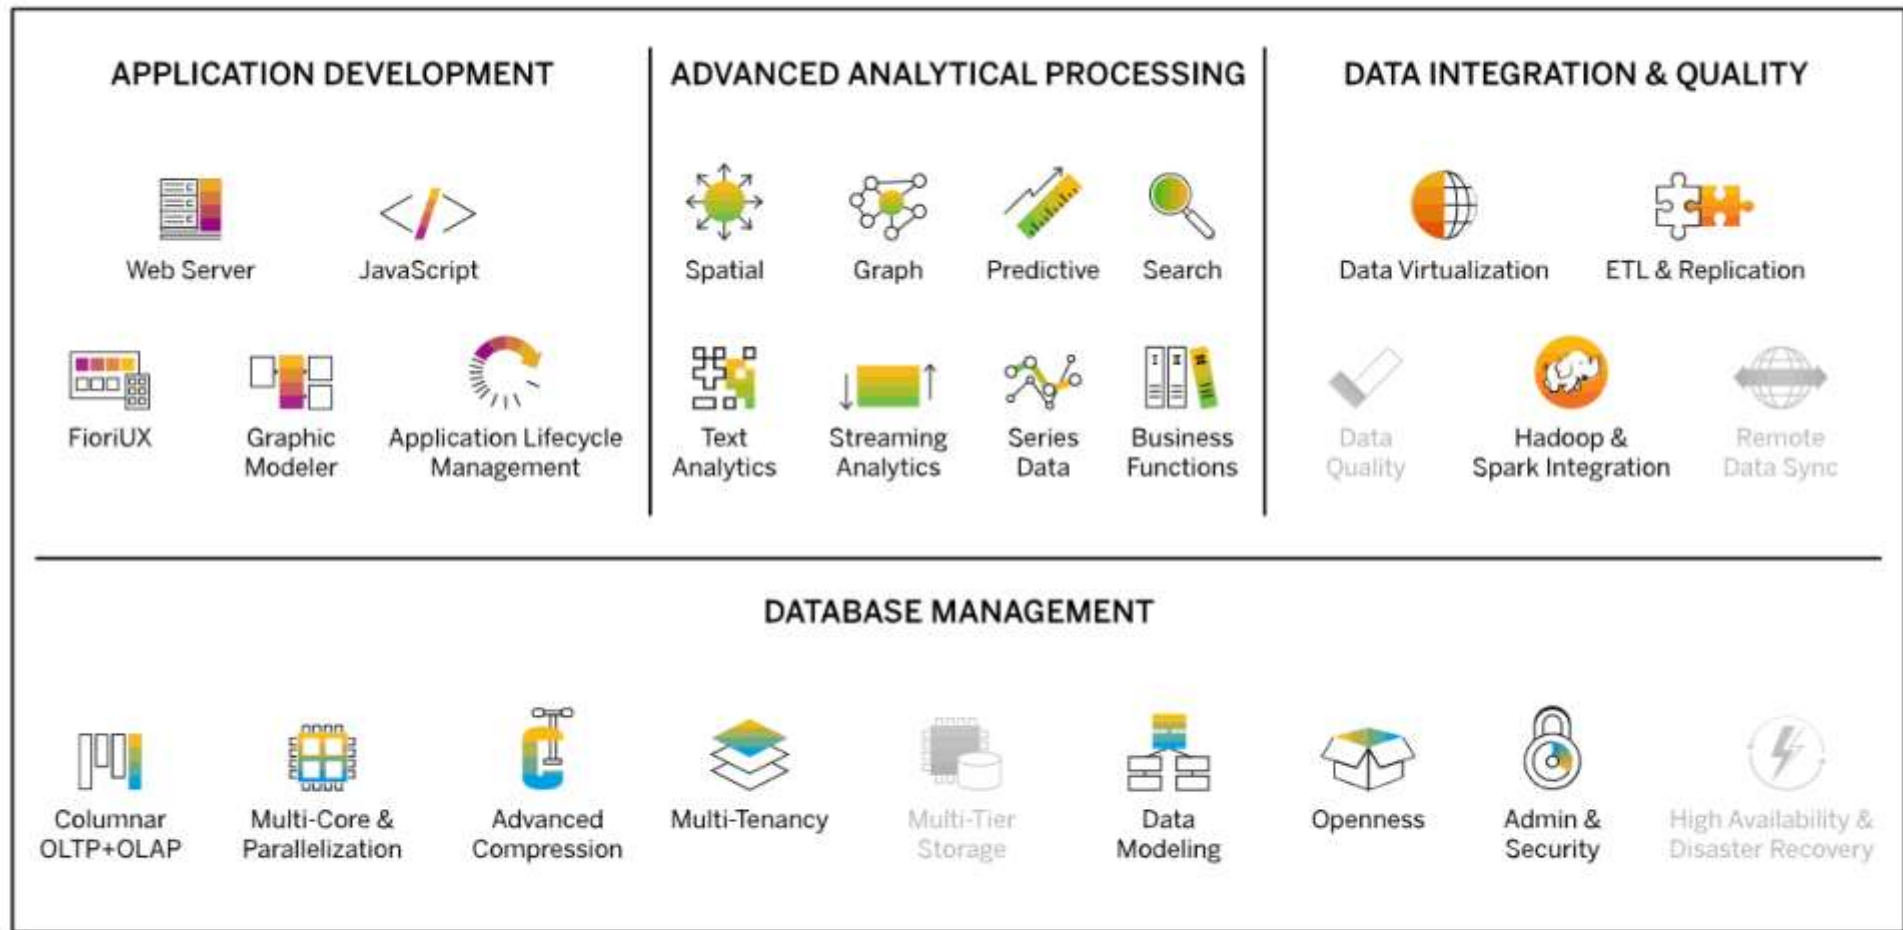 APPLICATION DEVELOPMENT
ADVANCED ANALYTICAL PROCESSING
DATA INTEGRATION & QUALITY
Web Server
JavaScript
Spatial
Graph
Predictive
Search
Data Virtualization
ETL & Replication
FioriUX
Graphic
Modeler
Application Lifecycle
Management
Text
Analytics
Streaming
Analytics
Series
Data
Business
Functions
Data
Quality
Hadoop &
Spark Integration
Remote
Data Sync
DATABASE MANAGEMENT
Columnar
OLTP+OLAP
Multi-Core &
Parallelization
Advanced
Compression
Multi-Tenancy
Multi-Tier
Storage
Data
Modeling
Openness
Admin &
Security
High Availability &
Disaster Recovery